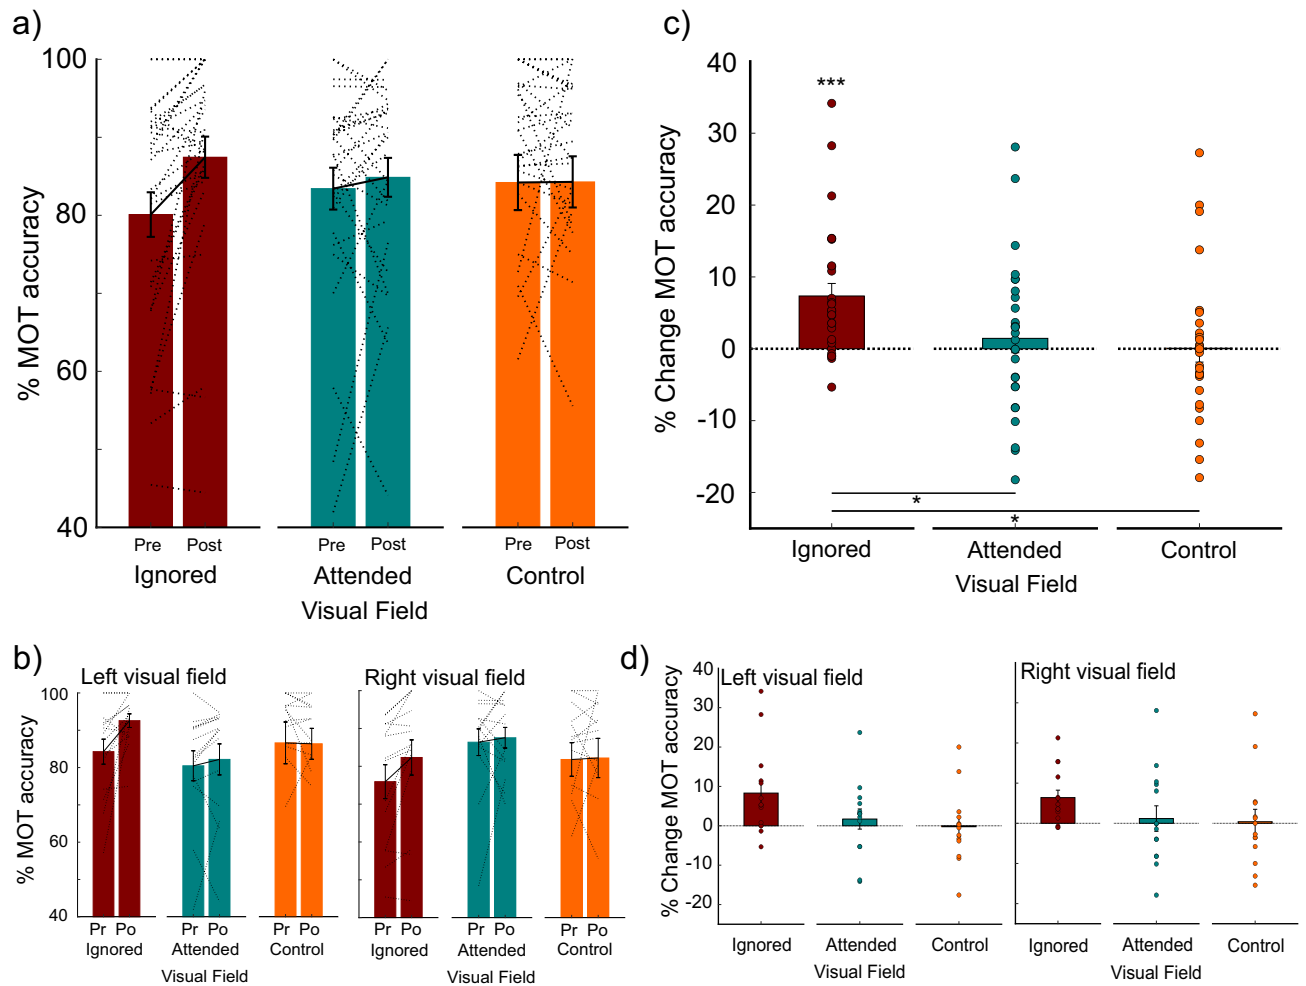 a)
100
80
60
40
% MOT accuracy
Pre Post Pre Post Pre Post
Ignored Attended Control
Visual Field
c)
40
30
20
10
0
-10
-20
% Change MOT accuracy
***
*
*
Ignored Attended Control
Visual Field
b)
Left visual field
Right visual field
100
80
60
40
% MOT accuracy
Pr Po Pr Po Pr Po
Ignored Attended Control
Visual Field
Pr Po Pr Po Pr Po
Ignored Attended Control
Visual Field
d)
Left visual field
Right visual field
40
30
20
10
0
-10
-20
% Change MOT accuracy
Ignored Attended Control
Visual Field
Ignored Attended Control
Visual Field